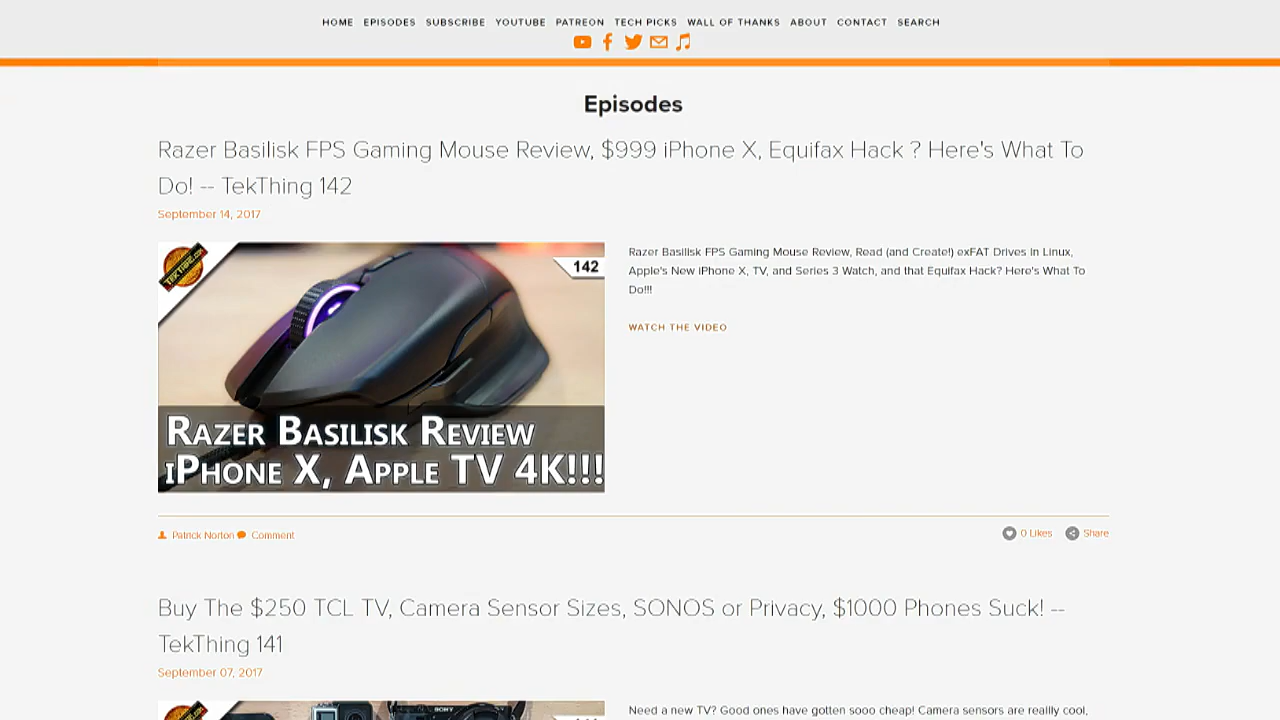 HOME EPISODES SUBSCRIBE YOUTUBE PATREON TECH PICKS WALL OF THANKS ABOUT CONTACT SEARCH
Episodes
Razer Basilisk FPS Gaming Mouse Review, $999 iPhone X, Equifax Hack ? Here's What To
Do! -- TekThing 142
September 14, 2017
TEKTHING.COM
142
RAZER BASILISK REVIEW
IPHONE X, APPLE TV 4K!!!
Razer Basilisk FPS Gaming Mouse Review, Read (and Create!) exFAT Drives In Linux,
Apple's New iPhone X, TV, and Series 3 Watch, and that Equifax Hack? Here's What To
Do!!!
WATCH THE VIDEO
Patrick Norton Comment
0 Likes Share
Buy The $250 TCL TV, Camera Sensor Sizes, SONOS or Privacy, $1000 Phones Suck! --
TekThing 141
September 07, 2017
SONY
Need a new TV? Good ones have gotten sooo cheap! Camera sensors are reallly cool,